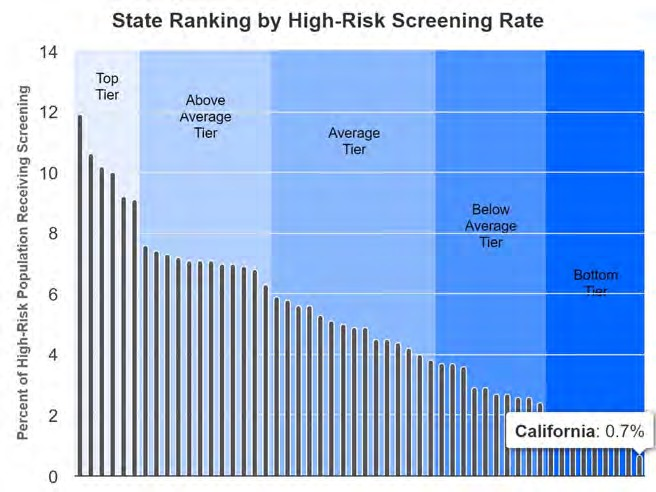 State Ranking by High-Risk Screening Rate
Percent of High-Risk Population Receiving Screening
14
12
10
8
6
4
2
0
Top
Tier
Above
Average
Tier
Average
Tier
Below
Average
Tier
Bottom
Tier
California: 0.7%